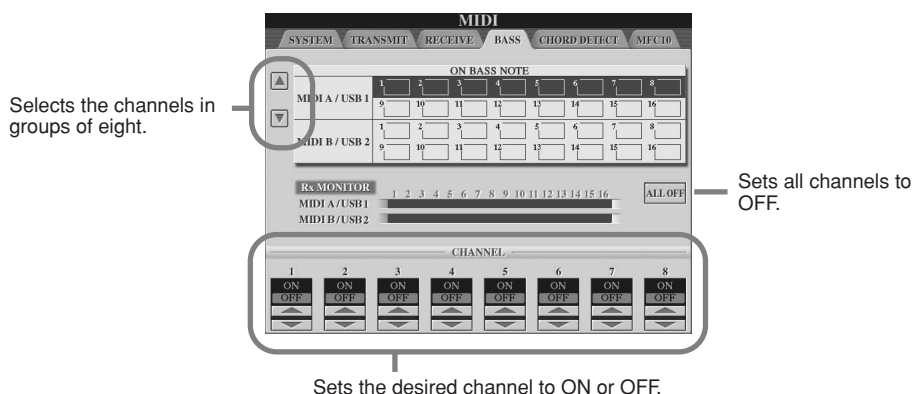 MIDI
SYSTEM TRANSMIT RECEIVE BASS CHORD DETECT MFC10
ON BASS NOTE
MIDI A / USB 1
1 2 3 4 5 6 7 8
9 10 11 12 13 14 15 16
MIDI B / USB 2
1 2 3 4 5 6 7 8
9 10 11 12 13 14 15 16
Selects the channels in
groups of eight.
Rx MONITOR
1 2 3 4 5 6 7 8 9 10 11 12 13 14 15 16
MIDI A / USB 1
MIDI B / USB 2
ALL OFF
Sets all channels to
OFF.
CHANNEL
1 2 3 4 5 6 7 8
ON ON ON ON ON ON ON ON
OFF OFF OFF OFF OFF OFF OFF OFF
Sets the desired channel to ON or OFF.